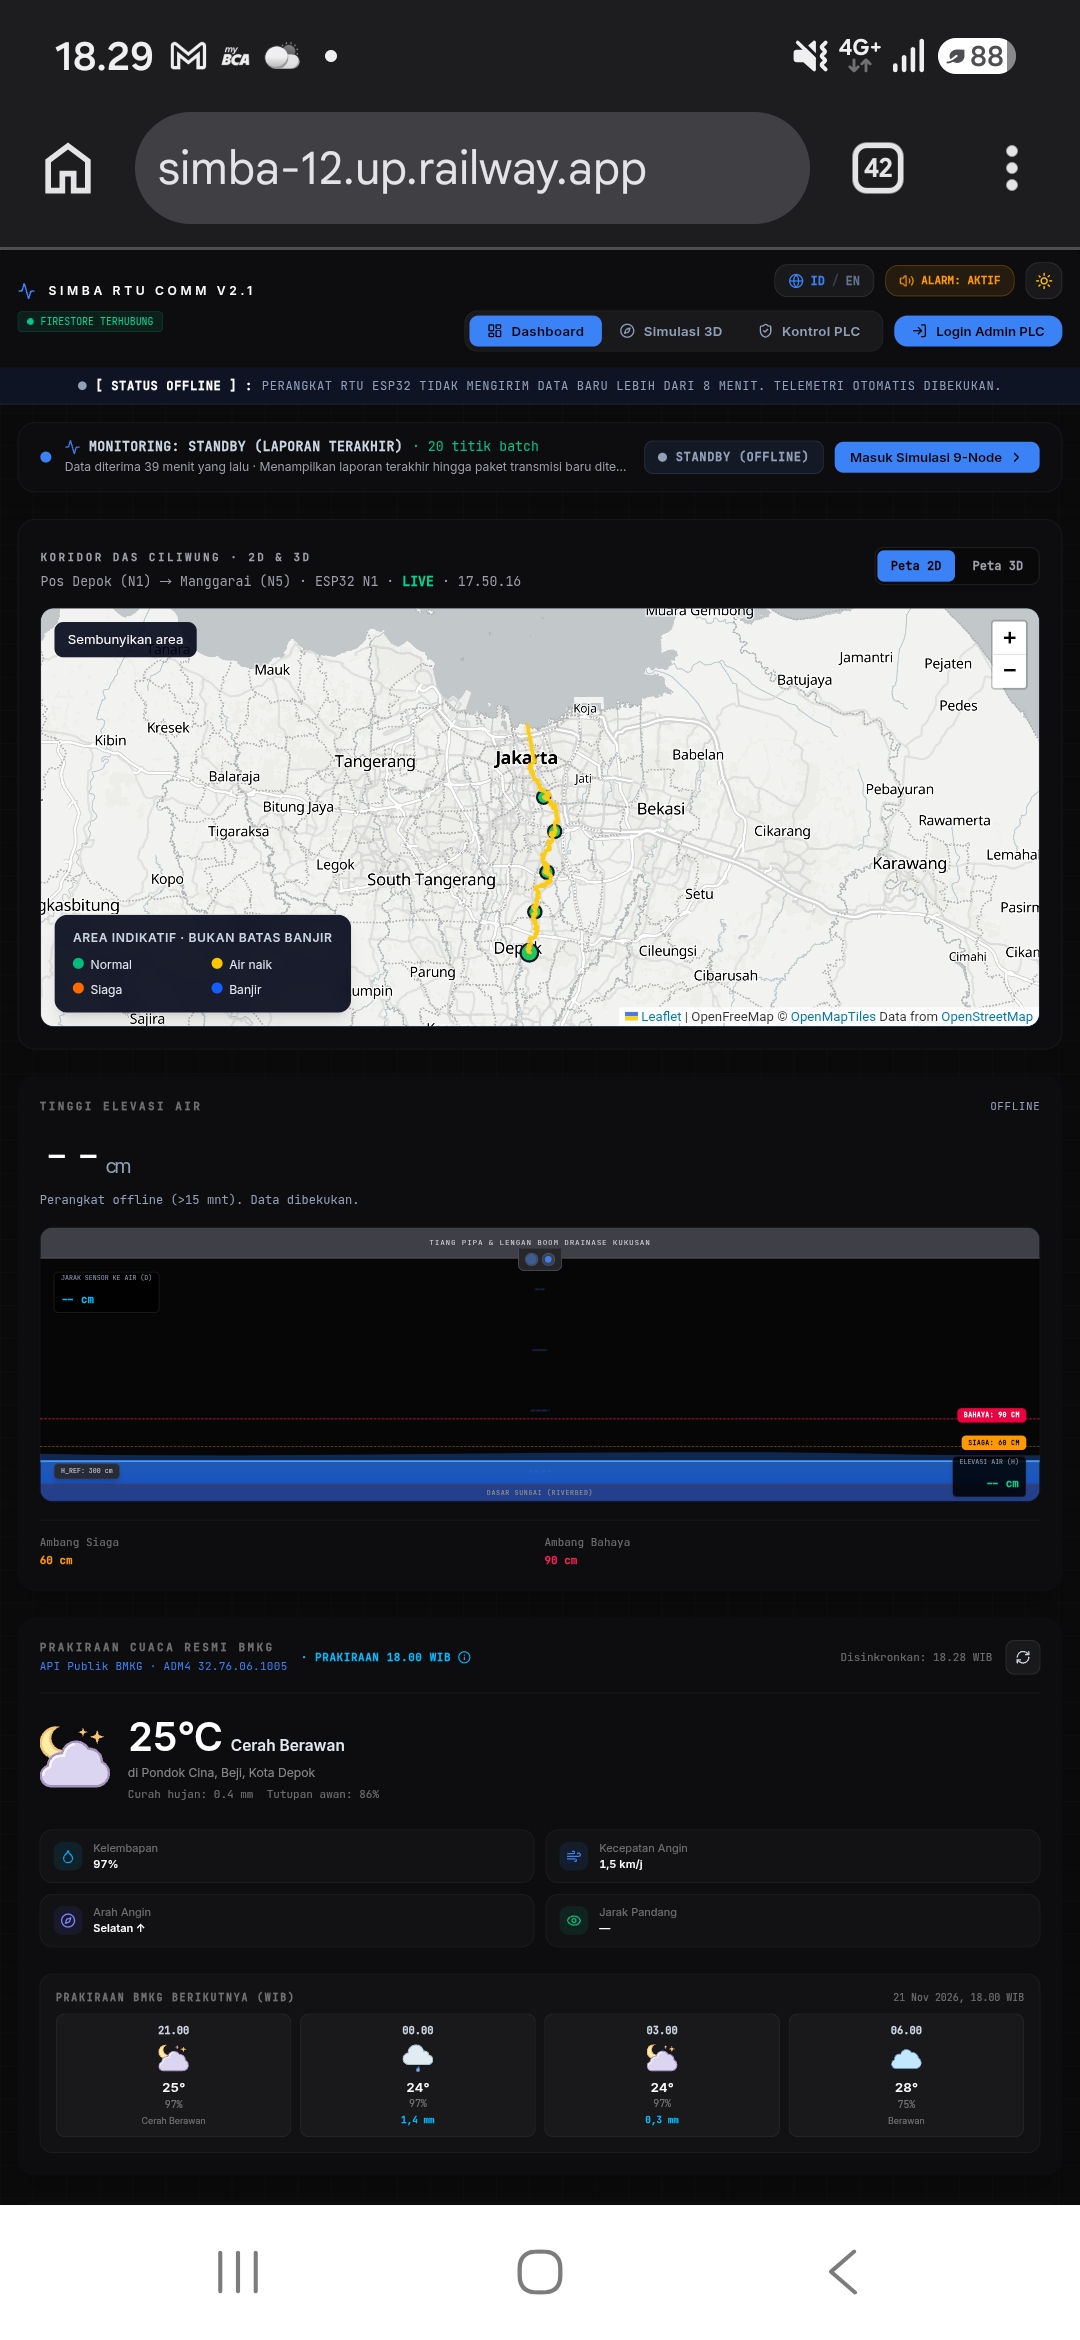 18.29
my
BCA
4G+
88
simba-12.up.railway.app
42
SIMBA RTU COMM V2.1
FIRESTORE TERHUBUNG
ID / EN
ALARM: AKTIF
Dashboard
Simulasi 3D
Kontrol PLC
Login Admin PLC
[ STATUS OFFLINE ] : PERANGKAT RTU ESP32 TIDAK MENGIRIM DATA BARU LEBIH DARI 8 MENIT. TELEMETRI OTOMATIS DIBEKUKAN.
MONITORING: STANDBY (LAPORAN TERAKHIR) · 20 titik batch
Data diterima 39 menit yang lalu · Menampilkan laporan terakhir hingga paket transmisi baru dite...
STANDBY (OFFLINE)
Masuk Simulasi 9-Node
KORIDOR DAS CILIWUNG · 2D & 3D
Pos Depok (N1) → Manggarai (N5) · ESP32 N1 · LIVE · 17.50.16
Peta 2D
Peta 3D
Sembunyikan area
Tanara
Muara Gembong
+
−
Mauk
Jamantri
Pejaten
Batujaya
Pedes
Koja
Kresek
Kibin
Tangerang
Jakarta
Babelan
Balaraja
Jati
Pebayuran
Bitung Jaya
Bekasi
Tigaraksa
Cikarang
Rawamerta
Legok
Karawang
Lemahal
Kopo
South Tangerang
Setu
gkasbitung
Pasirn
Depok
Cileungsi
Cimahi
Cikan
Parung
Cibarusah
umpin
Sajira
AREA INDIKATIF · BUKAN BATAS BANJIR
Normal
Air naik
Siaga
Banjir
Leaflet | OpenFreeMap © OpenMapTiles Data from OpenStreetMap
TINGGI ELEVASI AIR
OFFLINE
-- cm
Perangkat offline (>15 mnt). Data dibekukan.
TIANG PIPA & LENGAN BOOM DRAINASE KUKUSAN
JARAK SENSOR KE AIR (D)
-- cm
BAHAYA: 90 CM
SIAGA: 60 CM
H_REF: 300 cm
ELEVASI AIR (H)
-- cm
DASAR SUNGAI (RIVERBED)
Ambang Siaga
60 cm
Ambang Bahaya
90 cm
PRAKIRAAN CUACA RESMI BMKG
API Publik BMKG · ADM4 32.76.06.1005
· PRAKIRAAN 18.00 WIB
Disinkronkan: 18.28 WIB
25°C Cerah Berawan
di Pondok Cina, Beji, Kota Depok
Curah hujan: 0.4 mm Tutupan awan: 86%
Kelembapan
97%
Kecepatan Angin
1,5 km/j
Arah Angin
Selatan ↑
Jarak Pandang
—
PRAKIRAAN BMKG BERIKUTNYA (WIB)
21 Nov 2026, 18.00 WIB
21.00
25°
97%
Cerah Berawan
00.00
24°
97%
1,4 mm
03.00
24°
97%
0,3 mm
06.00
28°
75%
Berawan